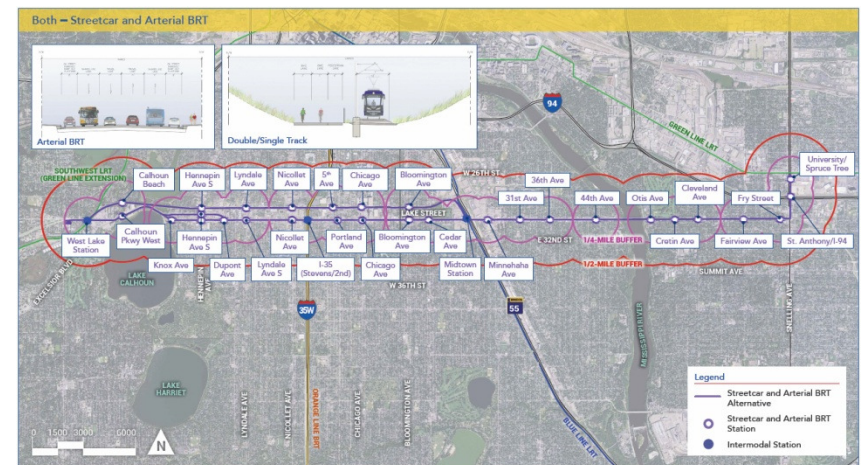 Both – Streetcar and Arterial BRT
Arterial BRT
Double/Single Track
94
GREEN LINE LRT
SOUTHWEST LRT
(GREEN LINE EXTENSION)
W 26TH ST
Calhoun
Beach
Hennepin
Ave S
Lyndale
Ave
Nicollet
Ave
5th
Ave
Chicago
Ave
Bloomington
Ave
36th Ave
31st Ave
44th Ave
Otis Ave
Cleveland
Ave
Fry Street
University/
Spruce Tree
LAKE STREET
West Lake
Station
Calhoun
Pkwy West
Hennepin
Ave S
Nicollet
Ave
Portland
Ave
Bloomington
Ave
Cedar
Ave
E 32ND ST
1/4-MILE BUFFER
Cretin Ave
Fairview Ave
St. Anthony/I-94
Knox Ave
Dupont
Ave
Lyndale
Ave S
I-35
(Stevens/2nd)
Chicago
Ave
Midtown
Station
Minnehaha
Ave
1/2-MILE BUFFER
SUMMIT AVE
EXCELSIOR BLVD
LAKE
CALHOUN
HENNEPIN
AVE
W 36TH ST
35W
55
MISSISSIPPI RIVER
SNELLING AVE
LAKE
HARRIET
LYNDALE AVE
NICOLLET AVE
ORANGE LINE BRT
CHICAGO AVE
BLOOMINGTON AVE
BLUE LINE LRT
0 1500 3000 6000
N
Legend
Streetcar and Arterial BRT
Alternative
Streetcar and Arterial BRT
Station
Intermodal Station